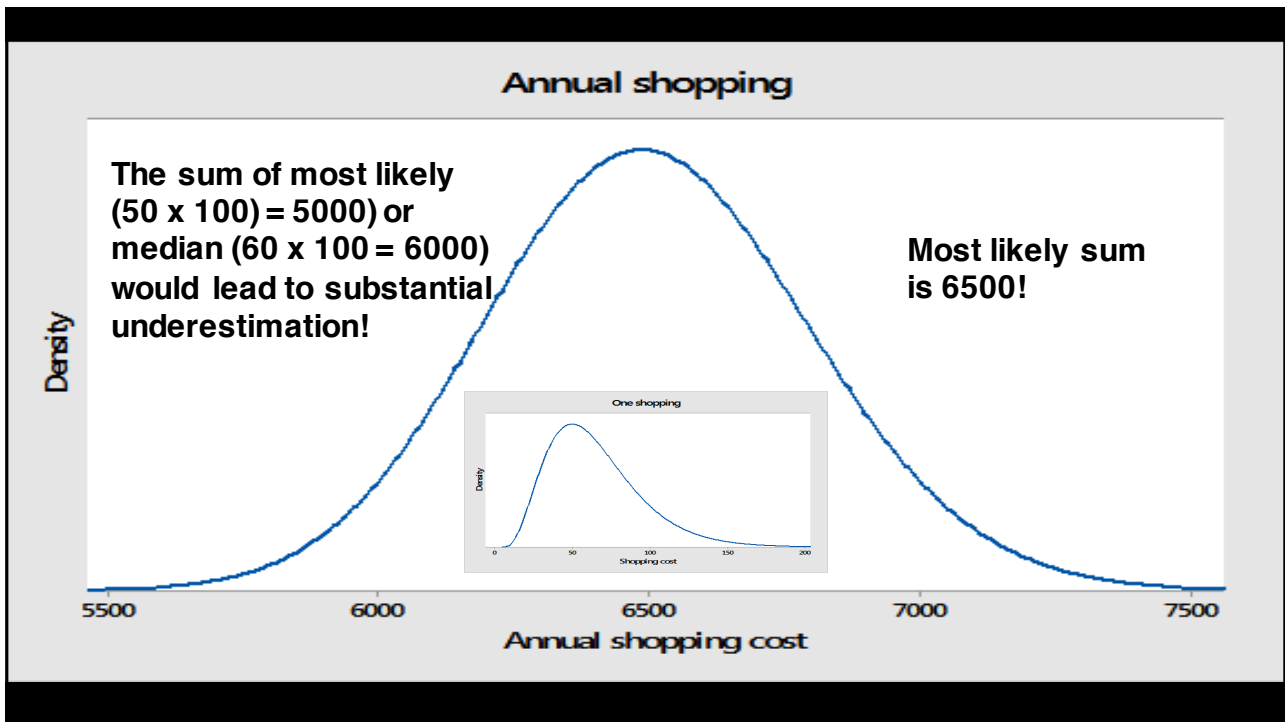 Annual shopping
The sum of most likely
(50 x 100) = 5000) or
median (60 x 100 = 6000)
would lead to substantial
underestimation!
Most likely sum
is 6500!
Density
One shopping
Density
0 50 100 150 200
Shopping cost
5500 6000 6500 7000 7500
Annual shopping cost